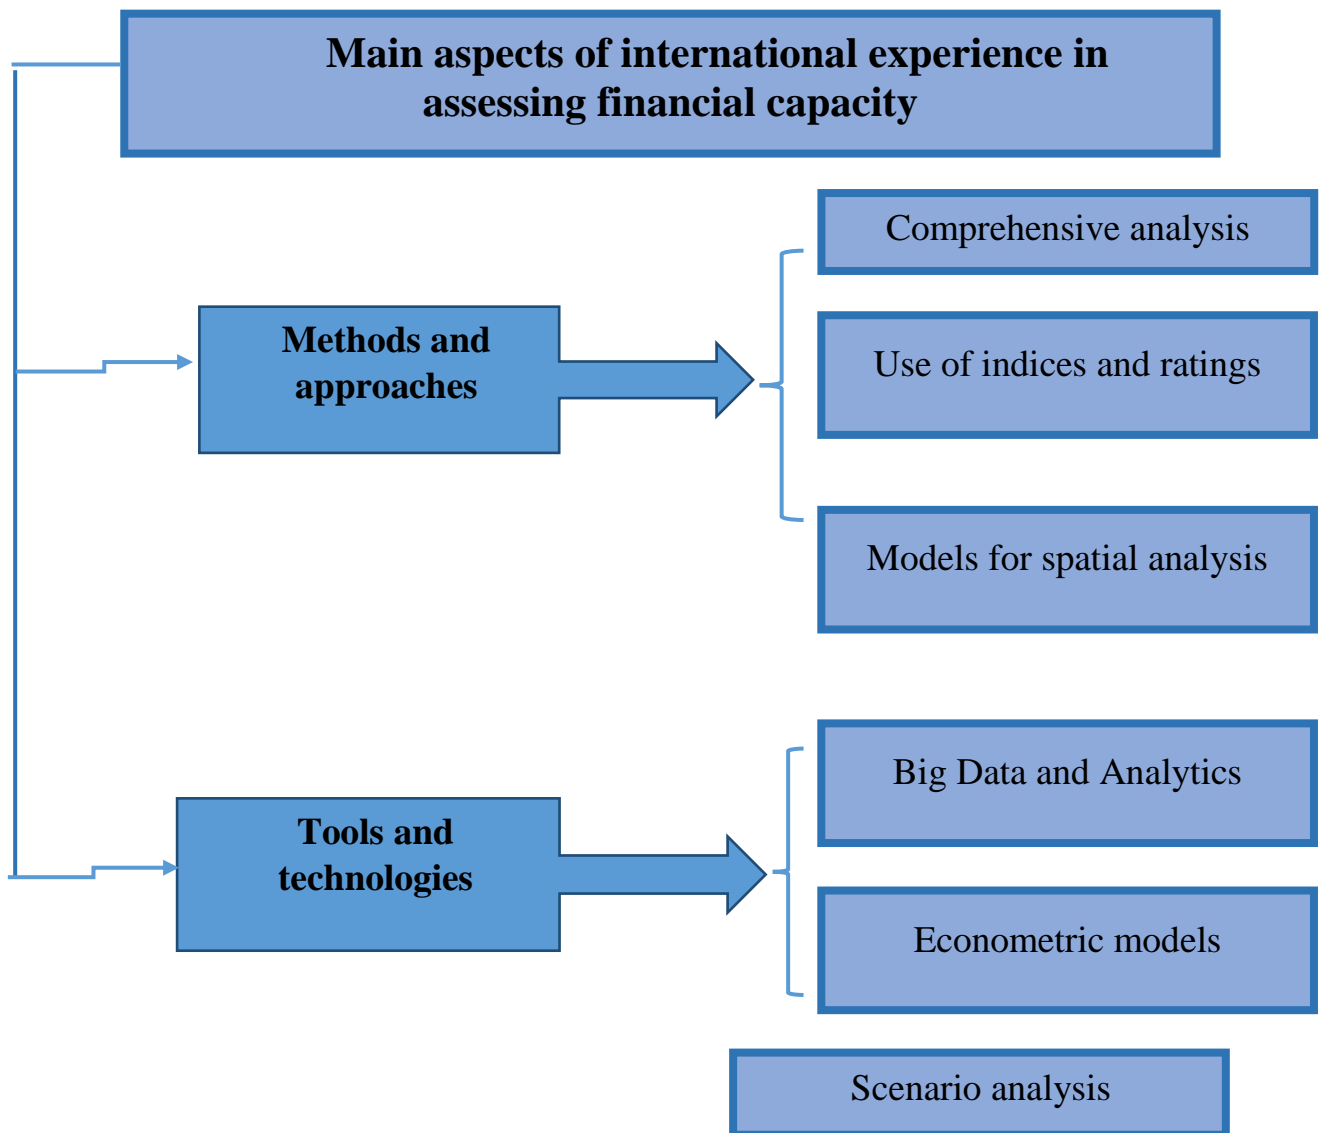 Main aspects of international experience in
assessing financial capacity
Methods and
approaches
Comprehensive analysis
Use of indices and ratings
Models for spatial analysis
Tools and
technologies
Big Data and Analytics
Econometric models
Scenario analysis